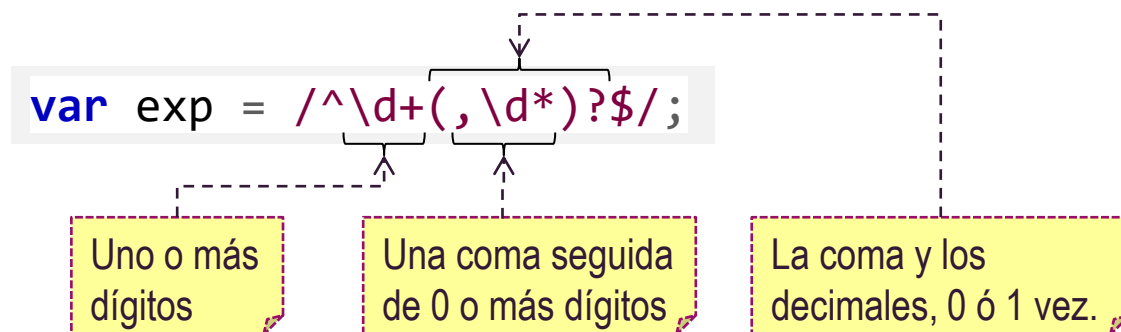 var exp = /^\d+(,\d*)?$/;
Uno o más
dígitos
Una coma seguida
de 0 o más dígitos
La coma y los
decimales, 0 ó 1 vez.